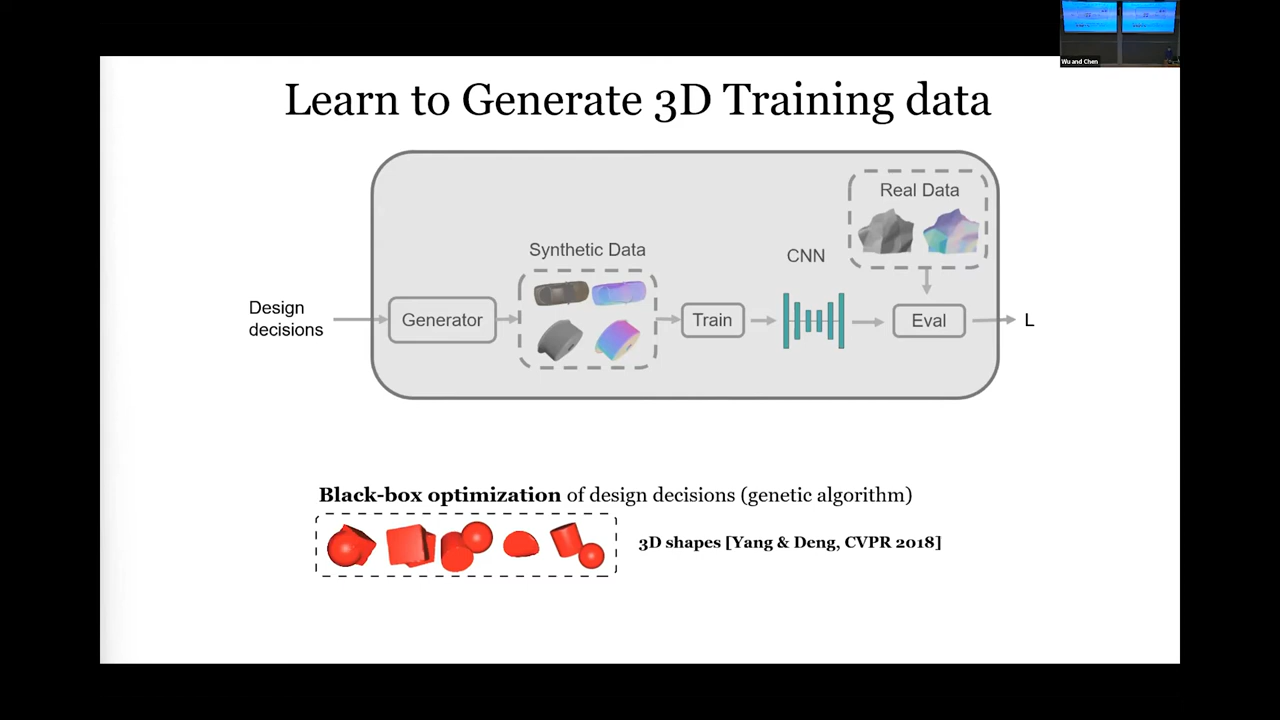 Wu and Chen
Learn to Generate 3D Training data
Real Data
Synthetic Data
CNN
Design
decisions
Generator
Train
Eval
L
Black-box optimization of design decisions (genetic algorithm)
3D shapes [Yang & Deng, CVPR 2018]